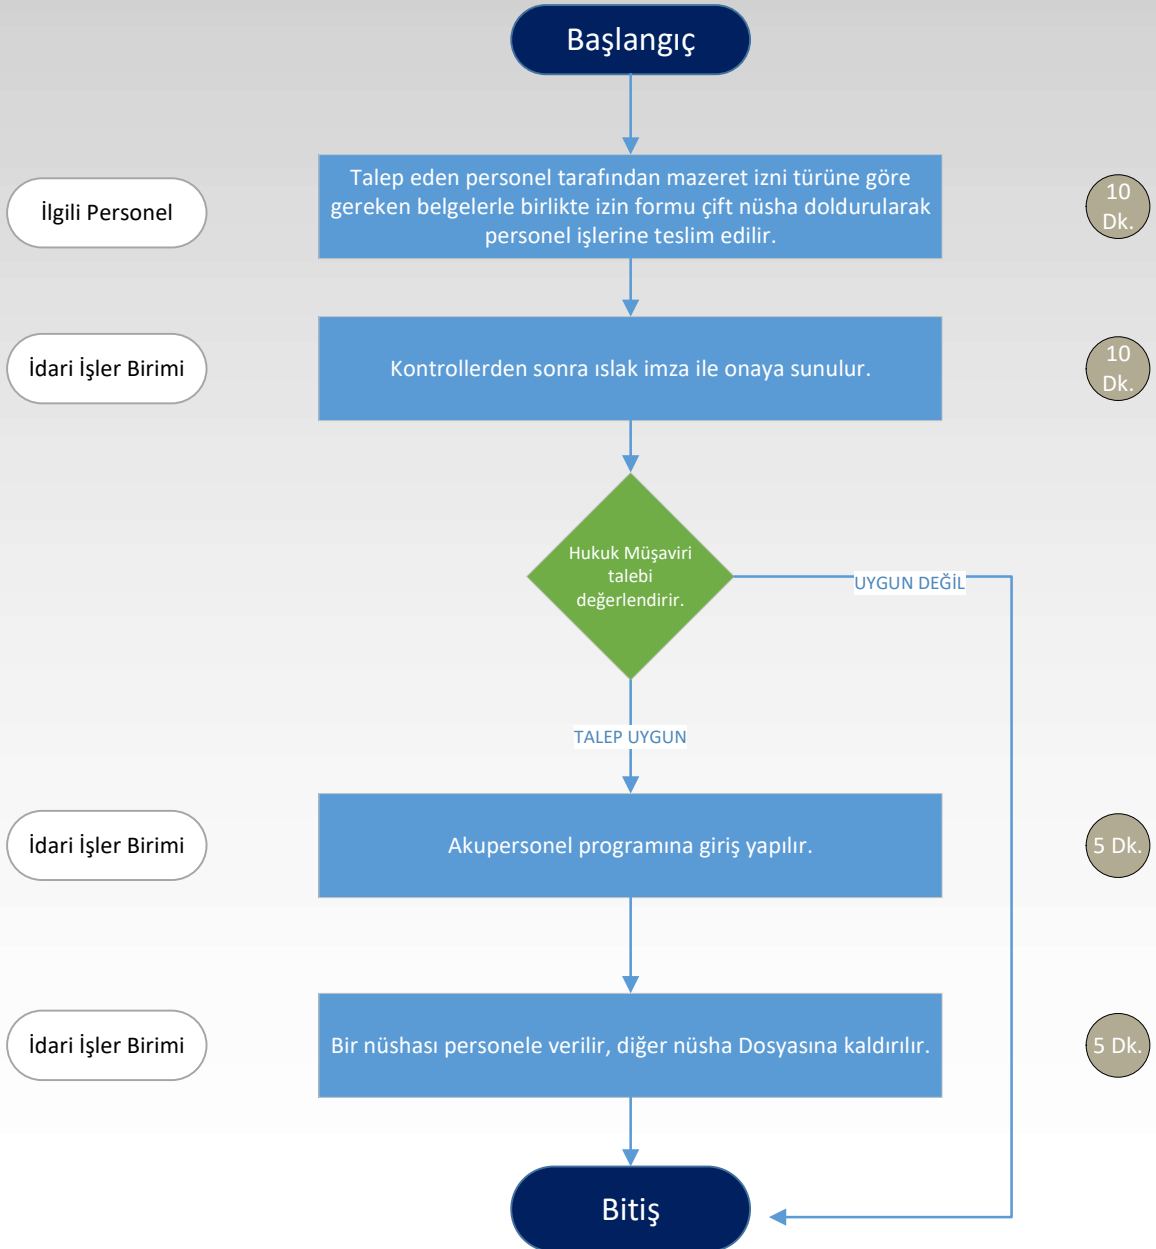 Başlangıç
İlgili Personel
Talep eden personel tarafından mazeret izni türüne göre
gereken belgelerle birlikte izin formu çift nüsha doldurularak
personel işlerine teslim edilir.
10
Dk.
İdari İşler Birimi
Kontrollerden sonra ıslak imza ile onaya sunulur.
10
Dk.
Hukuk Müşaviri
talebi
değerlendirir.
UYGUN DEĞİL
TALEP UYGUN
İdari İşler Birimi
Akupersonel programına giriş yapılır.
5 Dk.
İdari İşler Birimi
Bir nüshası personele verilir, diğer nüsha Dosyasına kaldırılır.
5 Dk.
Bitiş